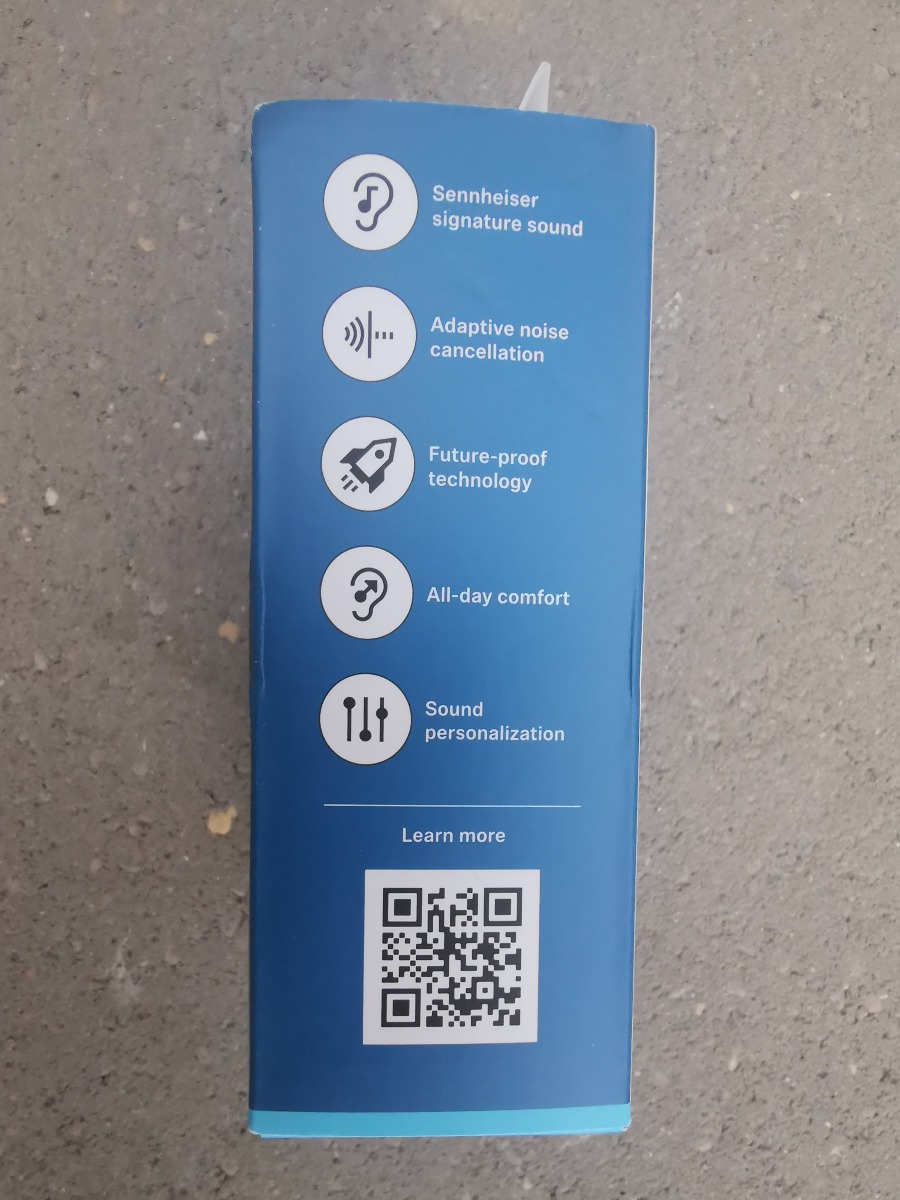 Sennheiser
signature sound
Adaptive noise
cancellation
Future-proof
technology
All-day comfort
Sound
personalization
Learn more